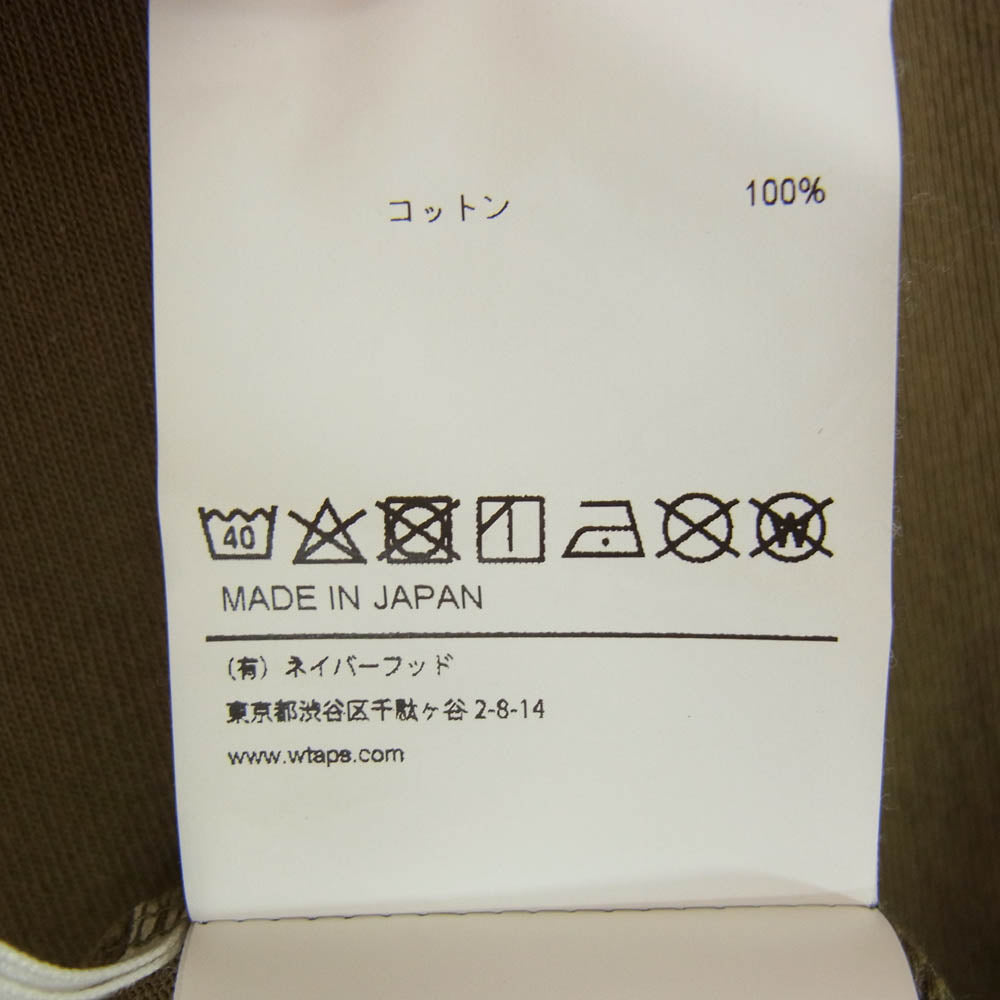 コットン 100%
40 W
MADE IN JAPAN
(有) ネイバーフッド
東京都渋谷区千駄ヶ谷 2-8-14
www.wtaps.com